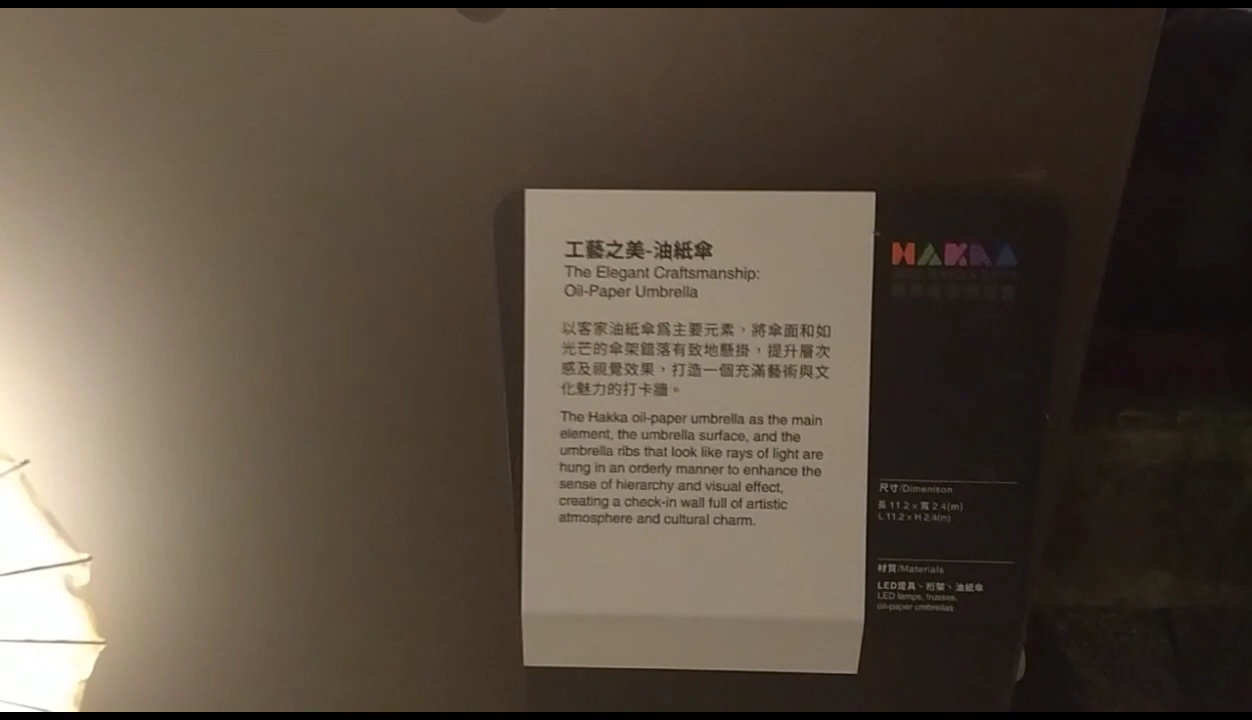 工藝之美-油紙傘
The Elegant Craftsmanship:
Oil-Paper Umbrella
以客家油紙傘爲主要元素，將傘面和如
光芒的傘架錯落有致地懸掛，提升層次
感及視覺效果，打造一個充滿藝術與文
化魅力的打卡牆。
The Hakka oil-paper umbrella as the main
element, the umbrella surface, and the
umbrella ribs that look like rays of light are
hung in an orderly manner to enhance the
sense of hierarchy and visual effect,
creating a check-in wall full of artistic
atmosphere and cultural charm.
HAKKA
尺寸/Dimenison
長 11.2 x 寬 2.4(m)
L 11.2 x H 2.4(m)
材質/Materials
LED燈具、桁架、油紙傘
LED lamps, trusses,
oil-paper umbrellas